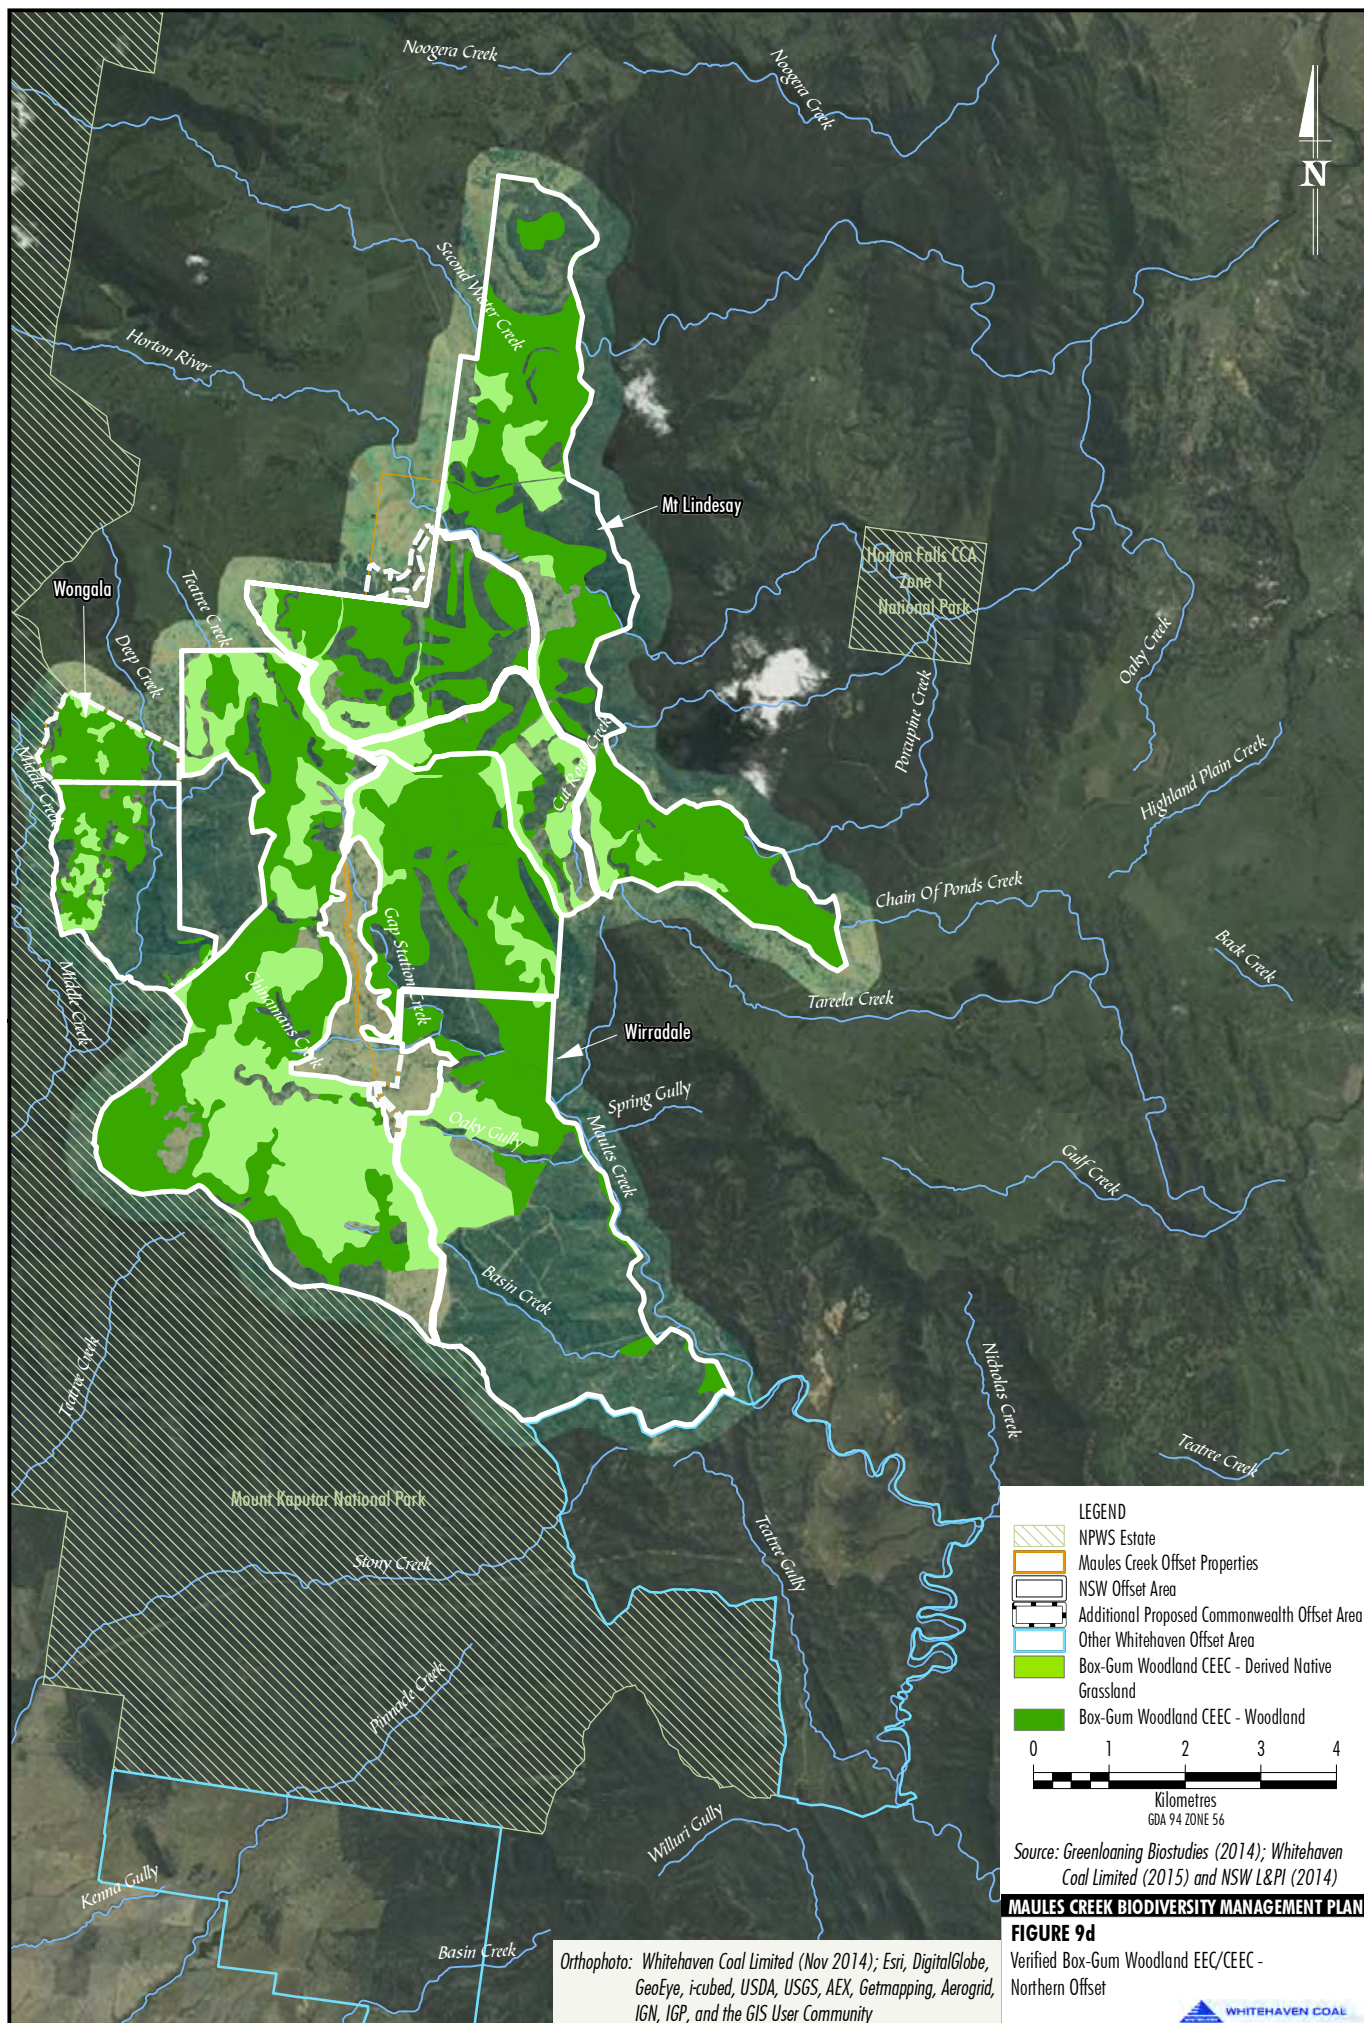 Noogera Creek
Noogera Creek
N
Second Water Creek
Horton River
Mt Lindesay
Horton Falls CCA
Zone 1
National Park
Wongala
Teatree Creek
Deep Creek
Oaky Creek
Porcupine Creek
Cut Road Creek
Highland Plain Creek
Middle Creek
Chain Of Ponds Creek
Gap Station Creek
Back Creek
Middle Creek
Chinamans Creek
Tareela Creek
Wirradale
Spring Gully
Oaky Gully
Maules Creek
Gulf Creek
Basin Creek
Teatree Creek
Nicholas Creek
Teatree Creek
Mount Kaputar National Park
Stony Creek
Teatree Gully
Pinnacle Creek
Willuri Gully
Kenna Gully
Basin Creek
LEGEND
NPWS Estate
Maules Creek Offset Properties
NSW Offset Area
Additional Proposed Commonwealth Offset Area
Other Whitehaven Offset Area
Box-Gum Woodland CEEC - Derived Native
Grassland
Box-Gum Woodland CEEC - Woodland
0 1 2 3 4
Kilometres
GDA 94 ZONE 56
Source: Greenloaning Biostudies (2014); Whitehaven
Coal Limited (2015) and NSW L&PI (2014)
MAULES CREEK BIODIVERSITY MANAGEMENT PLAN
FIGURE 9d
Verified Box-Gum Woodland EEC/CEEC -
Northern Offset
WHITEHAVEN COAL
Orthophoto: Whitehaven Coal Limited (Nov 2014); Esri, DigitalGlobe,
GeoEye, i-cubed, USDA, USGS, AEX, Getmapping, Aerogrid,
IGN, IGP, and the GIS User Community